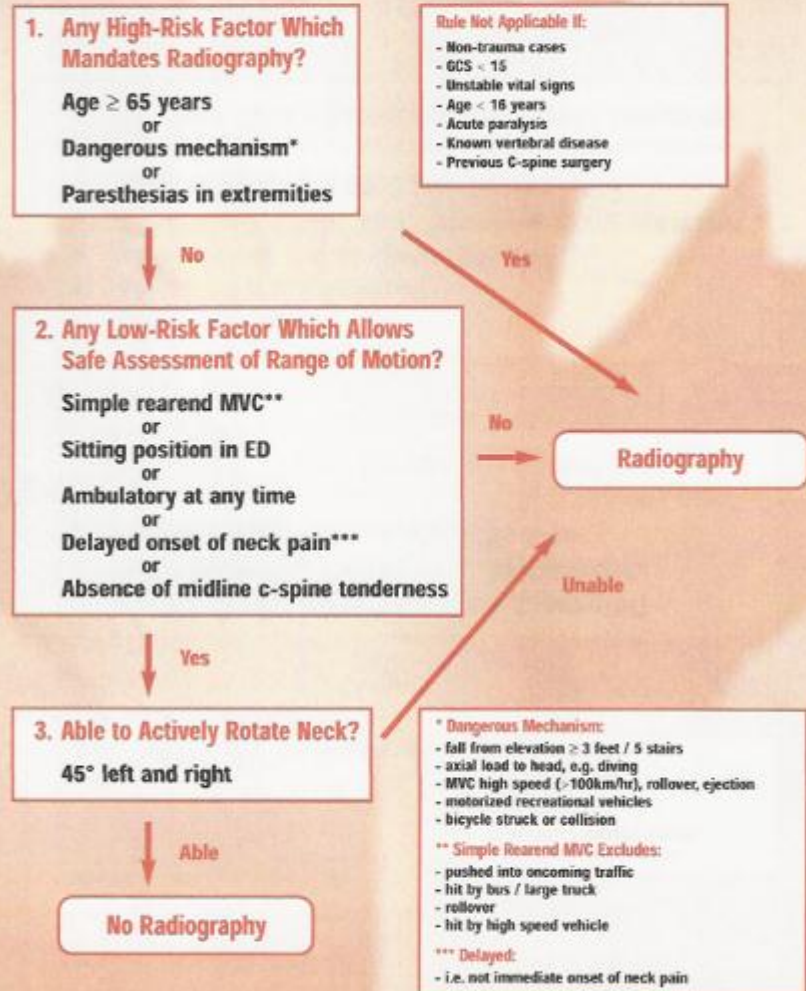 1. Any High-Risk Factor Which
Mandates Radiography?
Age ≥ 65 years
or
Dangerous mechanism*
or
Paresthesias in extremities
Rule Not Applicable If:
- Non-trauma cases
- GCS < 15
- Unstable vital signs
- Age < 16 years
- Acute paralysis
- Known vertebral disease
- Previous C-spine surgery
No
Yes
2. Any Low-Risk Factor Which Allows
Safe Assessment of Range of Motion?
Simple rearend MVC**
or
Sitting position in ED
or
Ambulatory at any time
or
Delayed onset of neck pain***
or
Absence of midline c-spine tenderness
No
Radiography
Yes
Unable
3. Able to Actively Rotate Neck?
45° left and right
Able
No Radiography
* Dangerous Mechanism:
- fall from elevation ≥ 3 feet / 5 stairs
- axial load to head, e.g. diving
- MVC high speed (>100km/hr), rollover, ejection
- motorized recreational vehicles
- bicycle struck or collision
** Simple Rearend MVC Excludes:
- pushed into oncoming traffic
- hit by bus / large truck
- rollover
- hit by high speed vehicle
*** Delayed:
- i.e. not immediate onset of neck pain